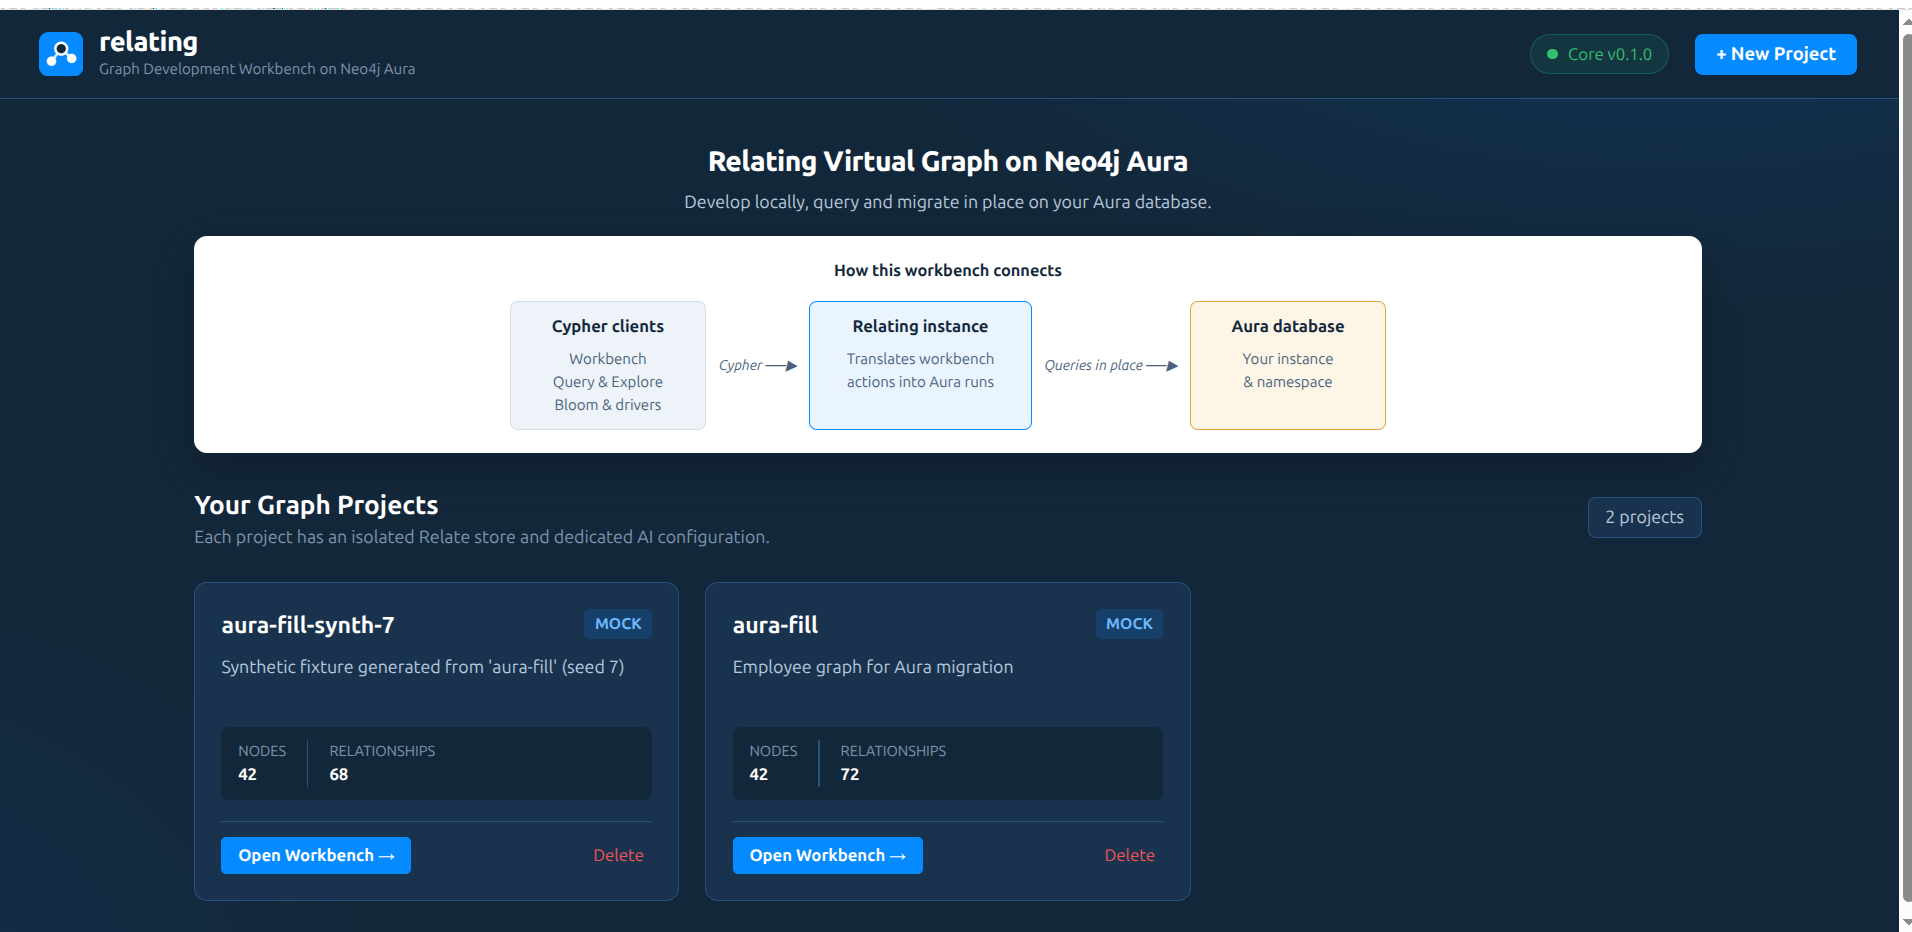 relating
Graph Development Workbench on Neo4j Aura
Core v0.1.0
+ New Project
Relating Virtual Graph on Neo4j Aura
Develop locally, query and migrate in place on your Aura database.
How this workbench connects
Cypher clients
Workbench
Query & Explore
Bloom & drivers
Cypher
Relating instance
Translates workbench
actions into Aura runs
Queries in place
Aura database
Your instance
& namespace
Your Graph Projects
Each project has an isolated Relate store and dedicated AI configuration.
2 projects
aura-fill-synth-7
MOCK
Synthetic fixture generated from 'aura-fill' (seed 7)
NODES
42
RELATIONSHIPS
68
Open Workbench →
Delete
aura-fill
MOCK
Employee graph for Aura migration
NODES
42
RELATIONSHIPS
72
Open Workbench →
Delete